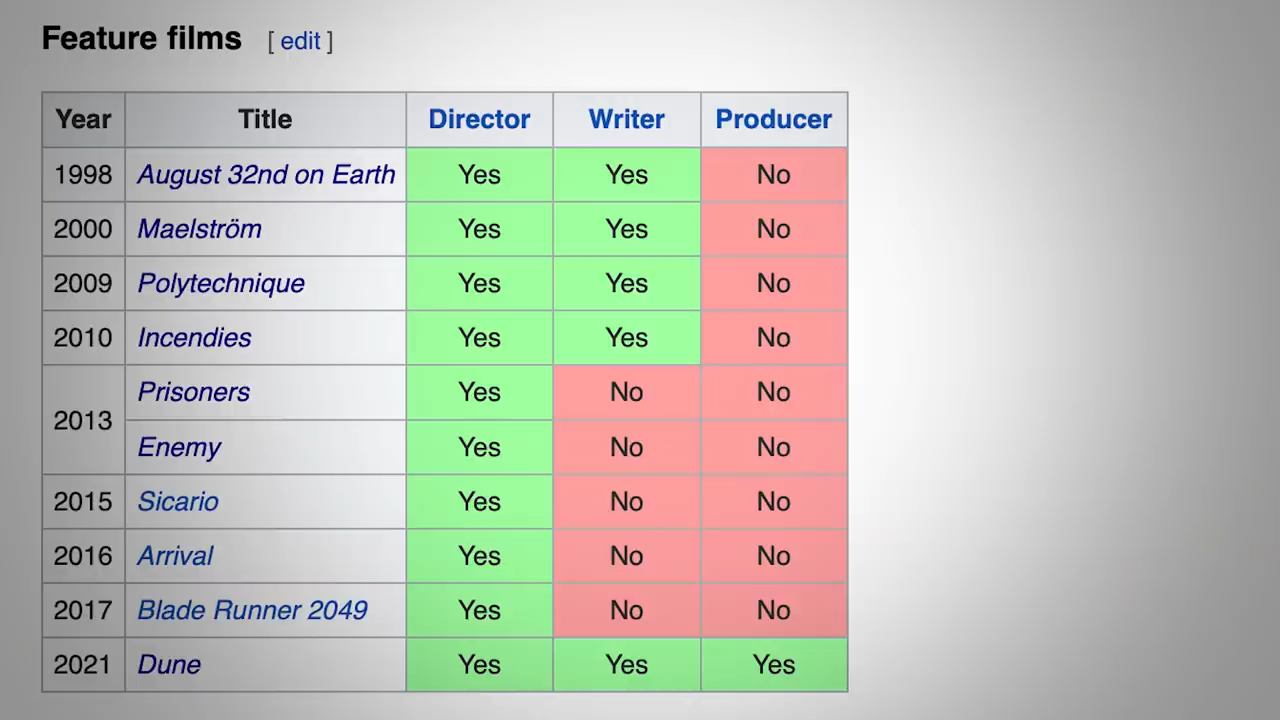 Feature films [ edit ]
Year Title Director Writer Producer
1998 August 32nd on Earth Yes Yes No
2000 Maelström Yes Yes No
2009 Polytechnique Yes Yes No
2010 Incendies Yes Yes No
2013 Prisoners Yes No No
Enemy Yes No No
2015 Sicario Yes No No
2016 Arrival Yes No No
2017 Blade Runner 2049 Yes No No
2021 Dune Yes Yes Yes